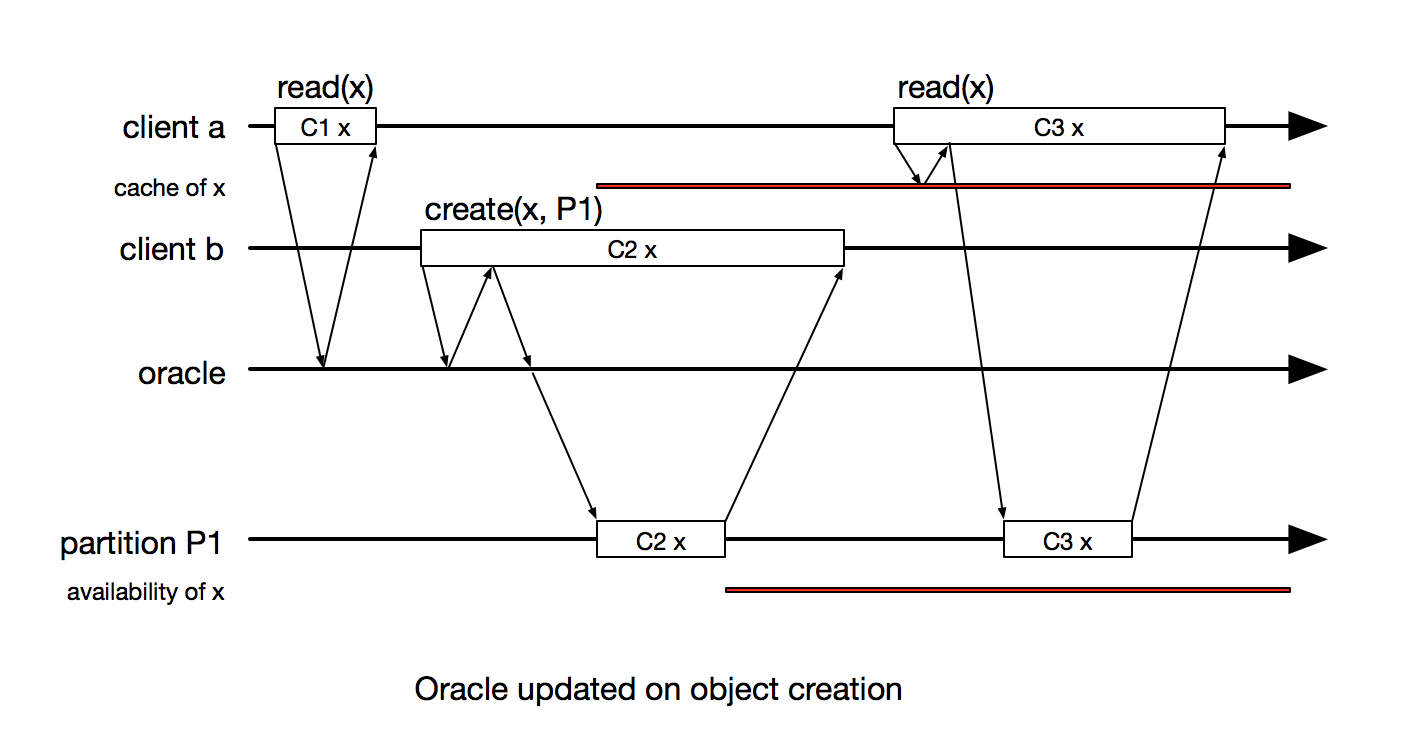 read(x)
read(x)
client a
C1 x
C3 x
cache of x
create(x, P1)
client b
C2 x
oracle
partition P1
C2 x
C3 x
availability of x
Oracle updated on object creation